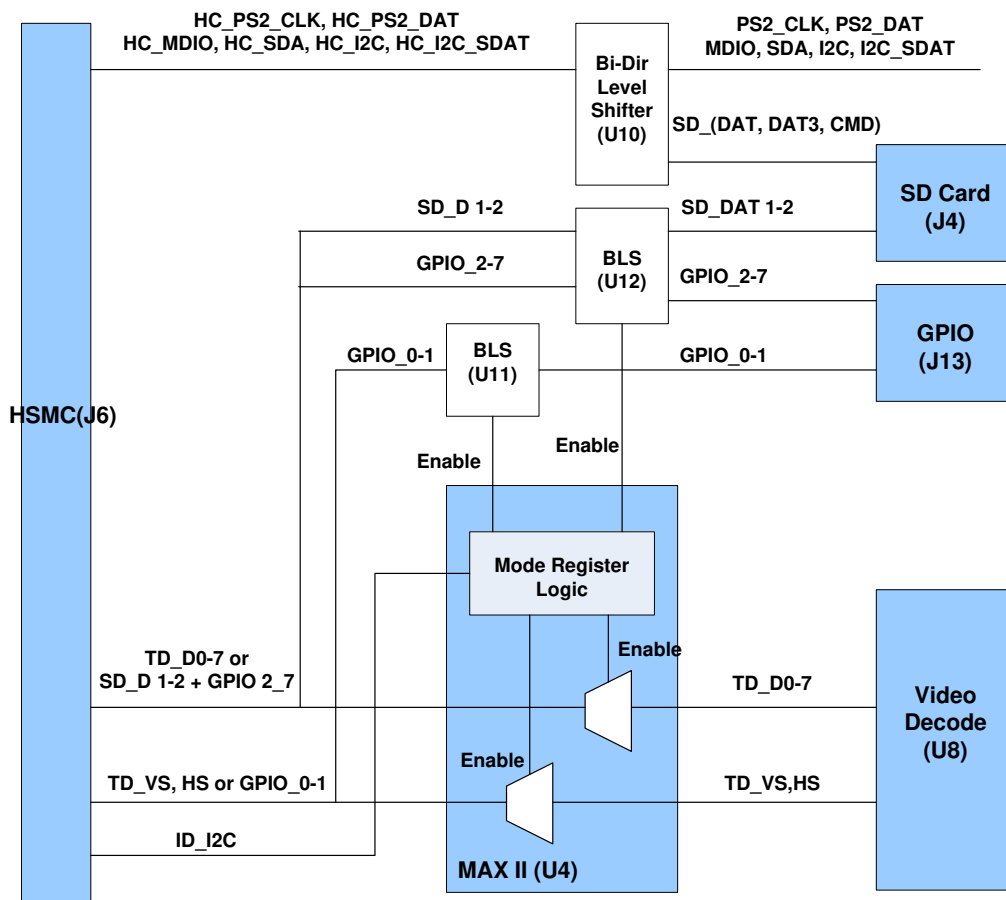 HC_PS2_CLK, HC_PS2_DAT
HC_MDIO, HC_SDA, HC_I2C, HC_I2C_SDAT
PS2_CLK, PS2_DAT
MDIO, SDA, I2C, I2C_SDAT
Bi-Dir
Level
Shifter
(U10)
SD_(DAT, DAT3, CMD)
SD Card
(J4)
SD_D 1-2
SD_DAT 1-2
BLS
(U12)
GPIO_2-7
GPIO_2-7
GPIO
(J13)
GPIO_0-1
BLS
(U11)
GPIO_0-1
HSMC(J6)
Enable
Enable
Mode Register
Logic
Enable
TD_D0-7 or
SD_D 1-2 + GPIO 2_7
TD_D0-7
Video
Decode
(U8)
Enable
TD_VS, HS or GPIO_0-1
TD_VS,HS
ID_I2C
MAX II (U4)